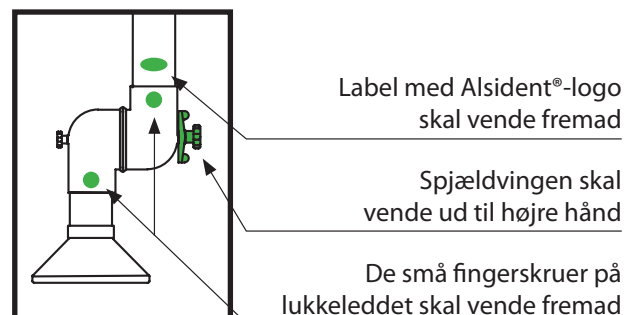 Label med Alsident®-logo
skal vende fremad
Spjældvingen skal
vende ud til højre hånd
De små fingerskruer på
lukkeleddet skal vende fremad